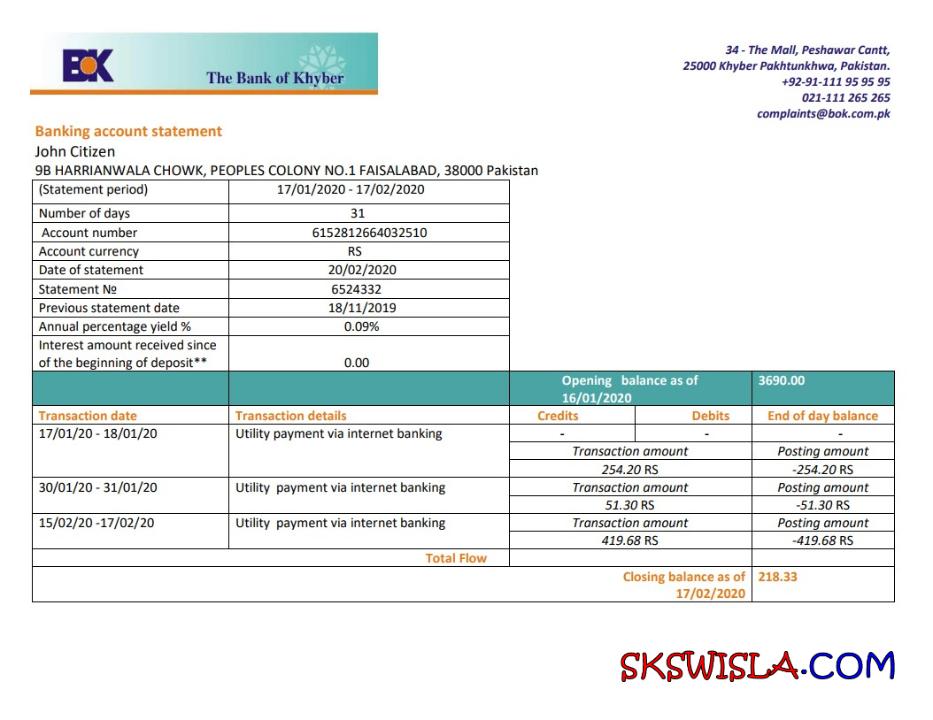 BOK
The Bank of Khyber
34 - The Mall, Peshawar Cantt,
25000 Khyber Pakhtunkhwa, Pakistan.
+92-91-111 95 95 95
021-111 265 265
complaints@bok.com.pk
Banking account statement
John Citizen
9B HARRIANWALA CHOWK, PEOPLES COLONY NO.1 FAISALABAD, 38000 Pakistan
(Statement period) 17/01/2020 - 17/02/2020
Number of days 31
Account number 6152812664032510
Account currency RS
Date of statement 20/02/2020
Statement № 6524332
Previous statement date 18/11/2019
Annual percentage yield % 0.09%
Interest amount received since
of the beginning of deposit** 0.00
Opening balance as of 3690.00
16/01/2020
Transaction date Transaction details Credits Debits End of day balance
17/01/20 - 18/01/20 Utility payment via internet banking - - -
Transaction amount Posting amount
254.20 RS -254.20 RS
30/01/20 - 31/01/20 Utility payment via internet banking Transaction amount Posting amount
51.30 RS -51.30 RS
15/02/20 -17/02/20 Utility payment via internet banking Transaction amount Posting amount
419.68 RS -419.68 RS
Total Flow
Closing balance as of 218.33
17/02/2020
SKSWISLA.COM